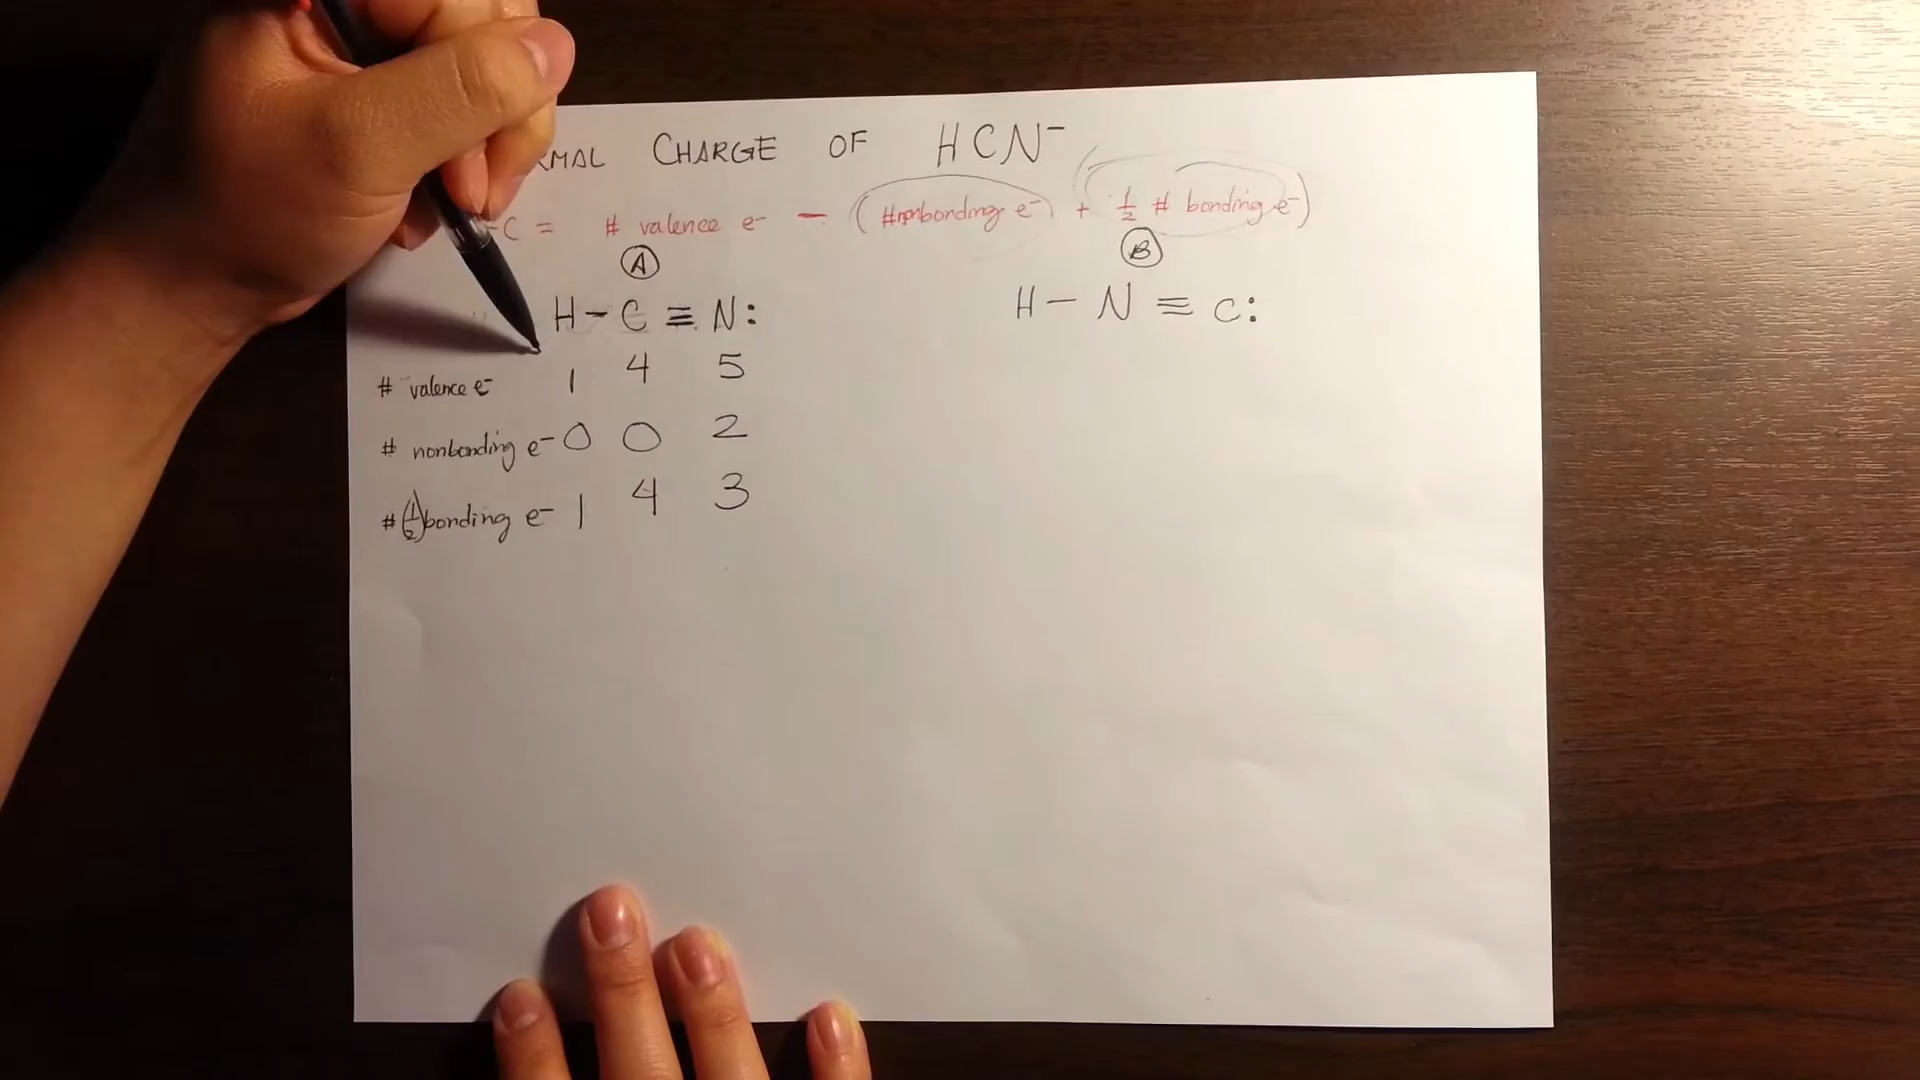 CHARGE OF HCN⁻
C = # valence e⁻ − (#nonbonding e⁻ + 1/2 # bonding e⁻)
A B
H − C ≡ N: H − N ≡ C:
# valence e⁻ 1 4 5
# nonbonding e⁻ 0 0 2
# (1/2) bonding e⁻ 1 4 3